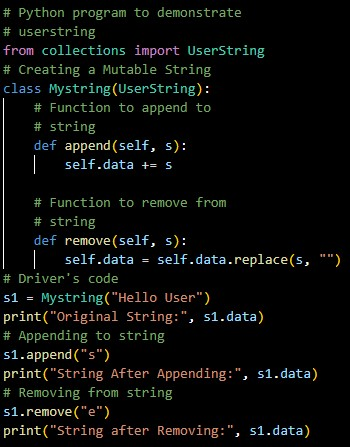 # Python program to demonstrate
# userstring
from collections import UserString
# Creating a Mutable String
class Mystring(UserString):
    # Function to append to
    # string
    def append(self, s):
        self.data += s

    # Function to remove from
    # string
    def remove(self, s):
        self.data = self.data.replace(s, "")
# Driver's code
s1 = Mystring("Hello User")
print("Original String:", s1.data)
# Appending to string
s1.append("s")
print("String After Appending:", s1.data)
# Removing from string
s1.remove("e")
print("String after Removing:", s1.data)